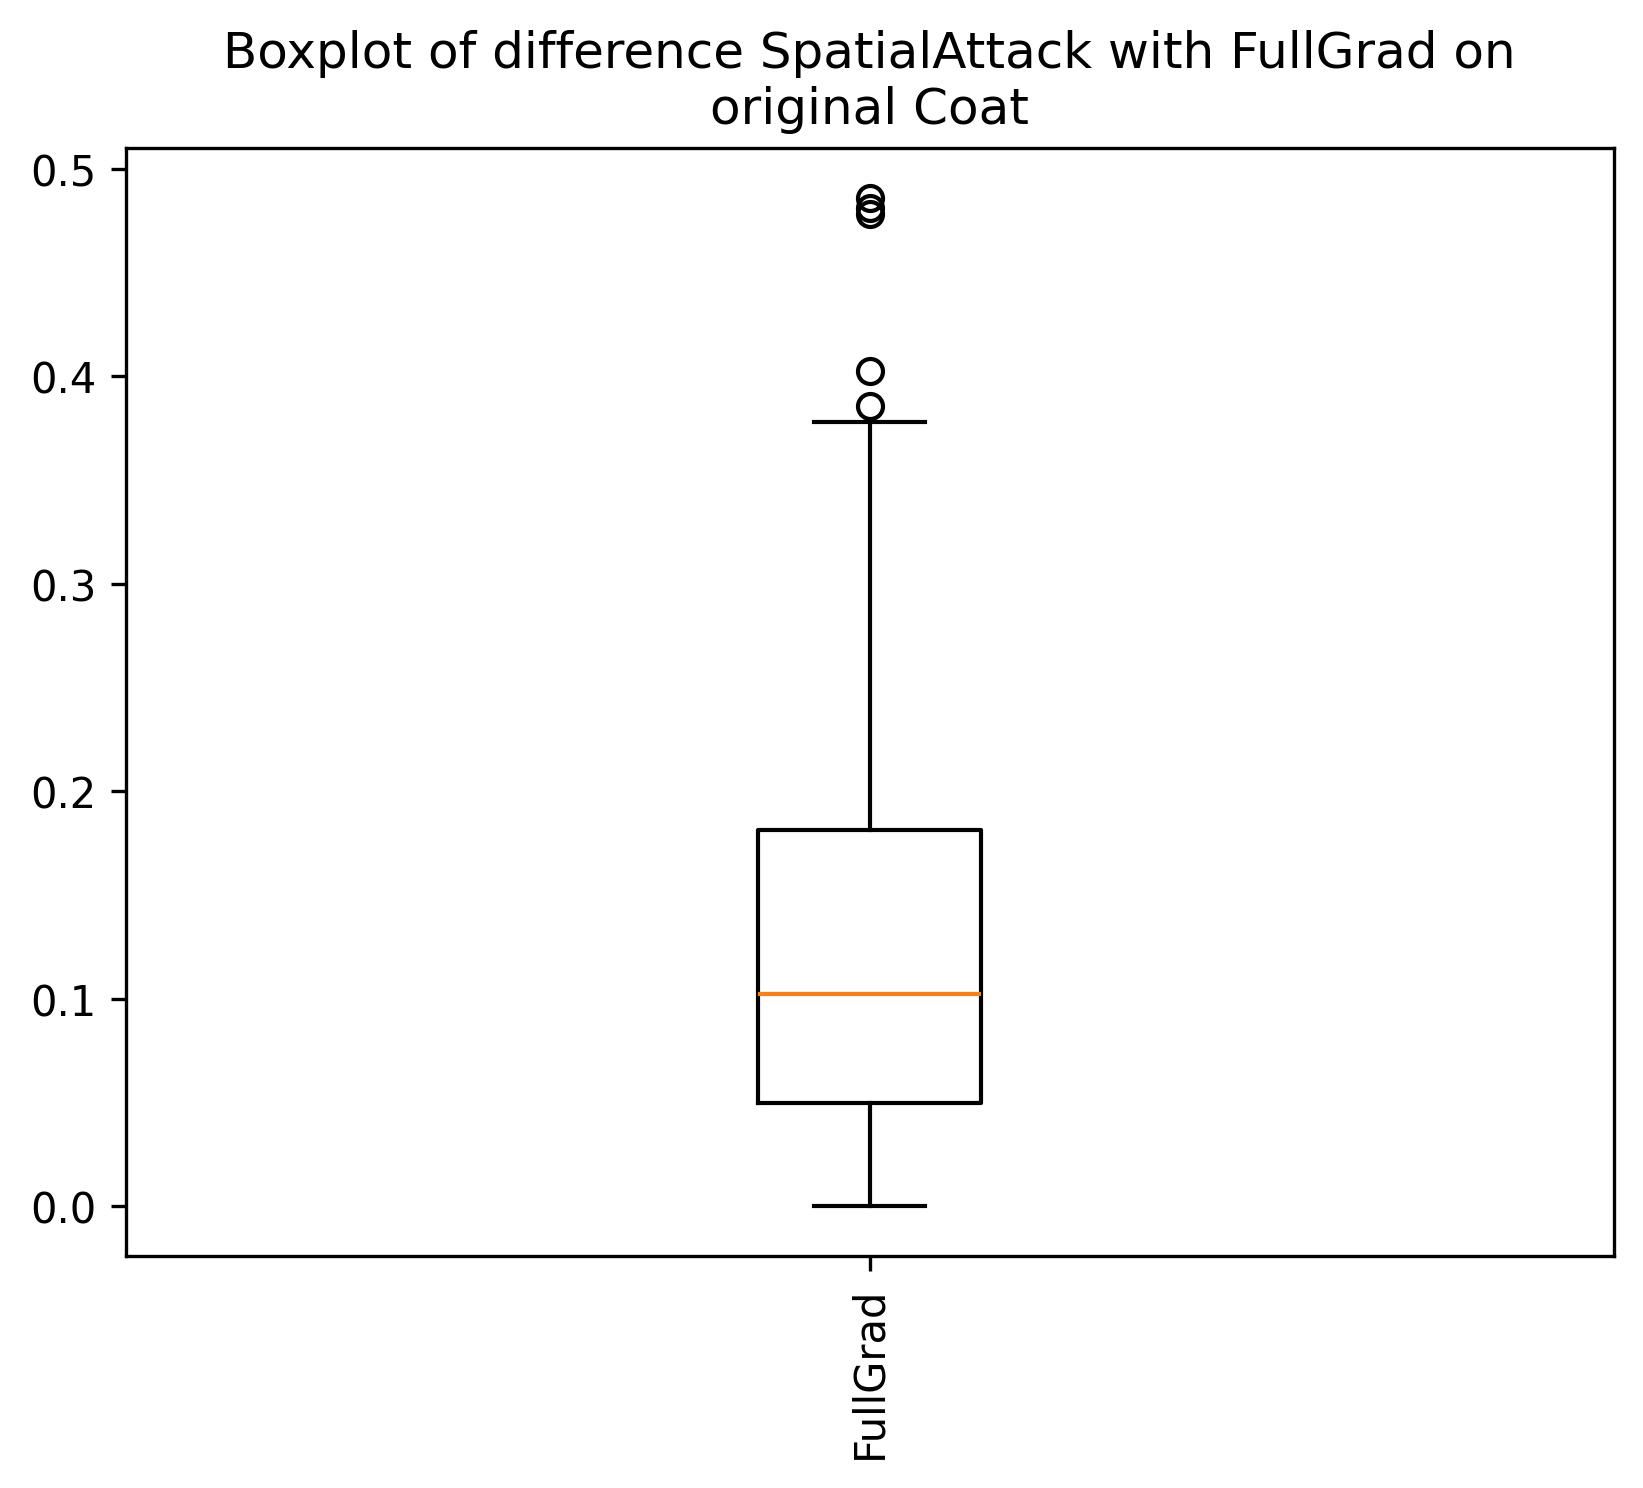 Boxplot of difference SpatialAttack with FullGrad on
original Coat
0.5
0.4
0.3
0.2
0.1
0.0
FullGrad